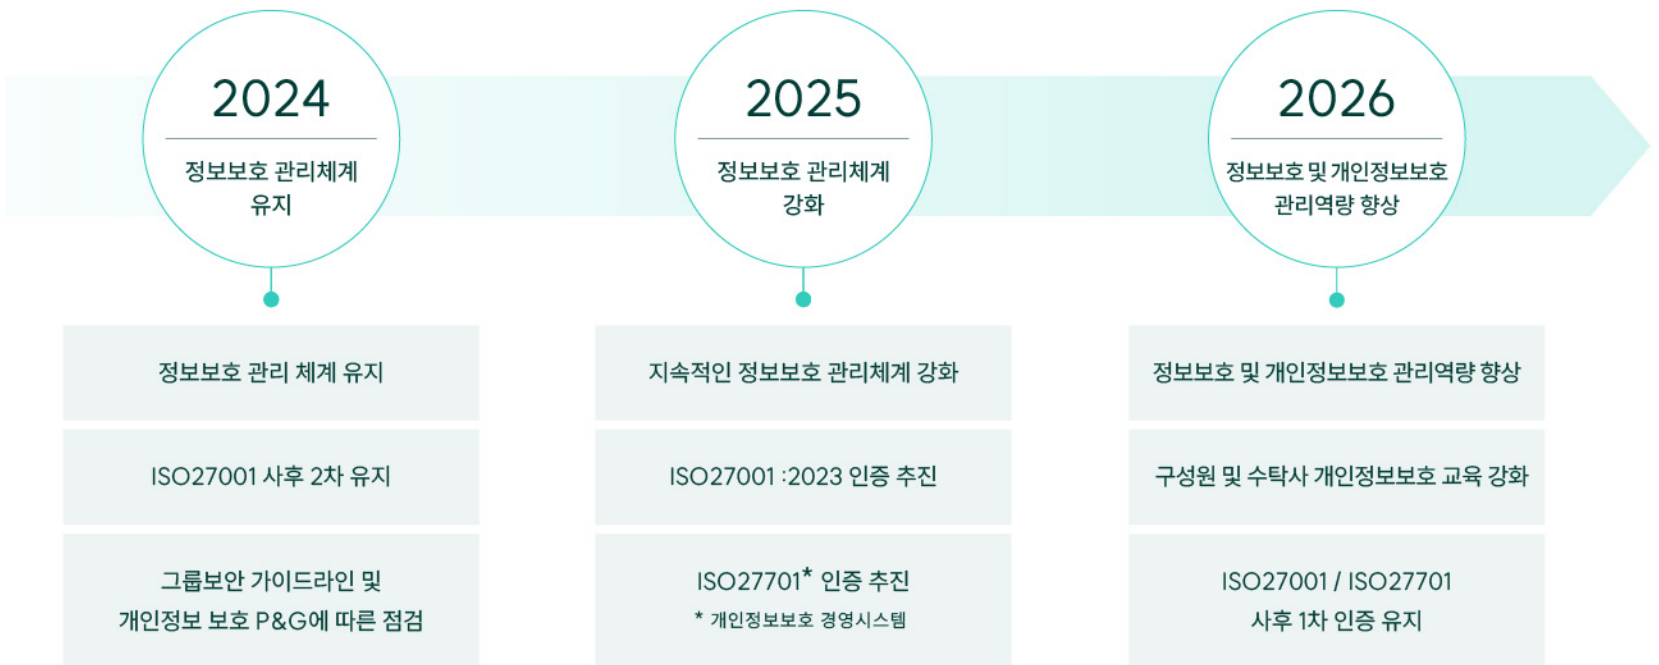 2024
정보보호 관리체계
유지
2025
정보보호 관리체계
강화
2026
정보보호 및 개인정보보호
관리역량 향상
정보보호 관리 체계 유지
ISO27001 사후 2차 유지
그룹보안 가이드라인 및
개인정보 보호 P&G에 따른 점검
지속적인 정보보호 관리체계 강화
ISO27001 :2023 인증 추진
ISO27701* 인증 추진
* 개인정보보호 경영시스템
정보보호 및 개인정보보호 관리역량 향상
구성원 및 수탁사 개인정보보호 교육 강화
ISO27001 / ISO27701
사후 1차 인증 유지